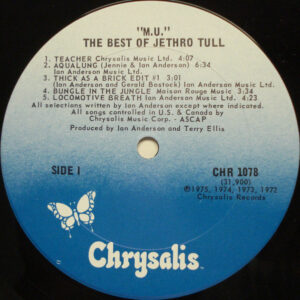 "M.U."
THE BEST OF JETHRO TULL
1. TEACHER Chrysalis Music Ltd. 4:07
2. AQUALUNG (Jennie & Ian Anderson) 6:34
Ian Anderson Music Ltd.
3. THICK AS A BRICK EDIT #1 3:01
(Ian Anderson and Gerald Bostock) Ian Anderson Music Ltd.
4. BUNGLE IN THE JUNGLE Maison Rouge Music 3:34
5. LOCOMOTIVE BREATH Ian Anderson Music Ltd. 4:23
All selections written by Ian Anderson except where indicated.
All songs controlled in U.S. & Canada by
Chrysalis Music Corp. - ASCAP
Produced by Ian Anderson and Terry Ellis
SIDE I
CHR 1078
(31,900)
℗1975, 1974, 1973, 1972
Chrysalis Records
Chrysalis